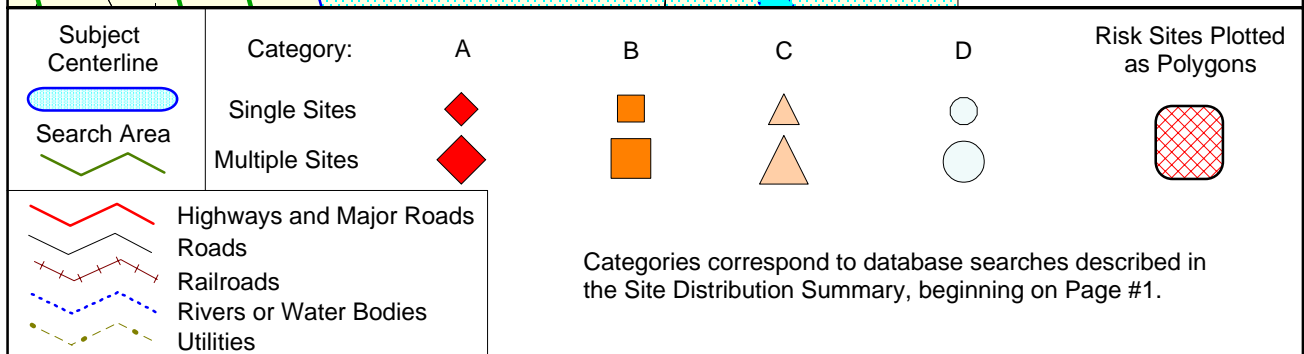 Subject
Centerline
Search Area
Category: A B C D
Single Sites
Multiple Sites
Risk Sites Plotted
as Polygons
Highways and Major Roads
Roads
Railroads
Rivers or Water Bodies
Utilities
Categories correspond to database searches described in
the Site Distribution Summary, beginning on Page #1.